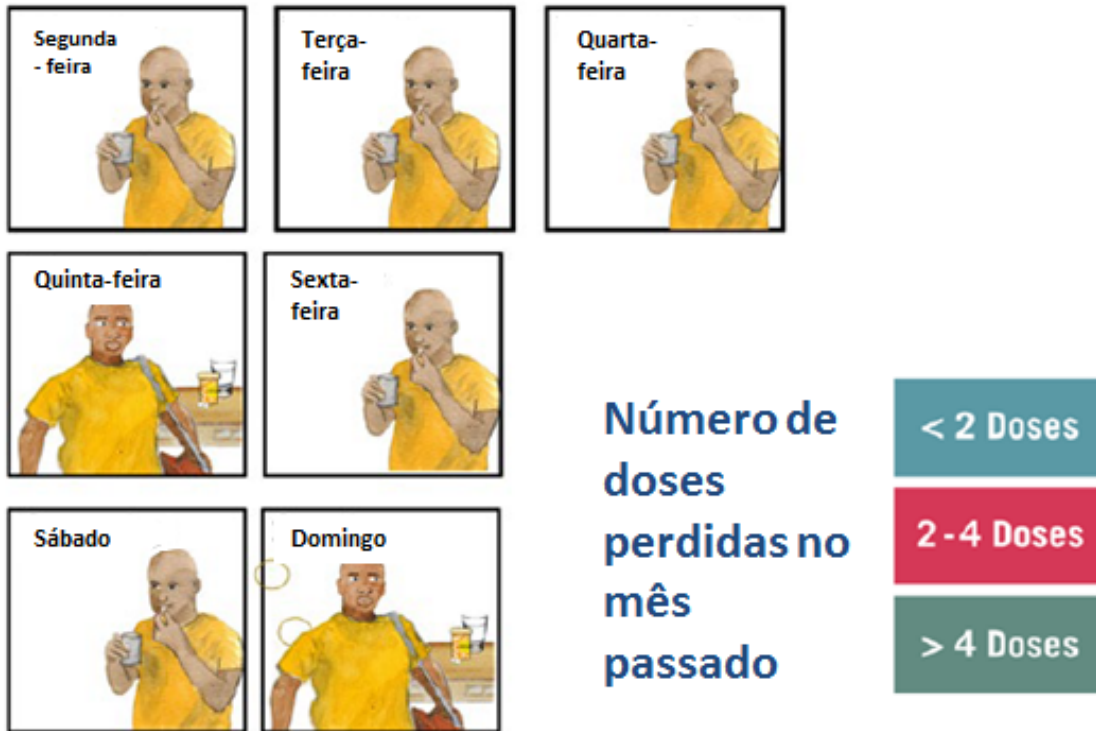 Segunda
- feira
Terça-
feira
Quarta-
feira
Quinta-feira
Sexta-
feira
Sábado
Domingo
Número de
doses
perdidas no
mês
passado
< 2 Doses
2-4 Doses
> 4 Doses